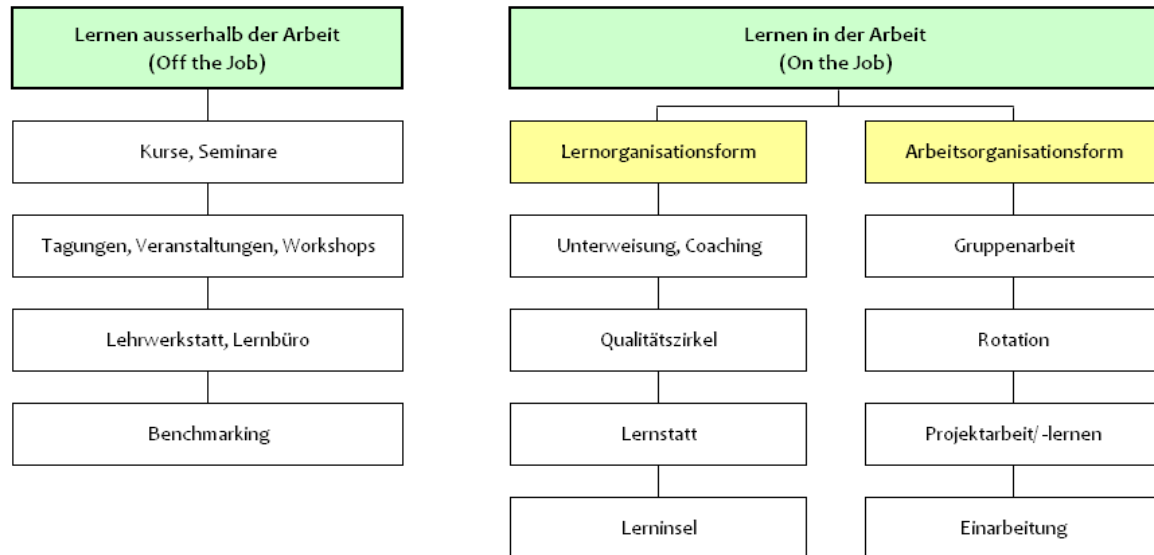 Lernen ausserhalb der Arbeit
(Off the Job)
Kurse, Seminare
Tagungen, Veranstaltungen, Workshops
Lehrwerkstatt, Lernbüro
Benchmarking
Lernen in der Arbeit
(On the Job)
Lernorganisationsform
Unterweisung, Coaching
Qualitätszirkel
Lernstatt
Lerninsel
Arbeitsorganisationsform
Gruppenarbeit
Rotation
Projektarbeit/ -lernen
Einarbeitung